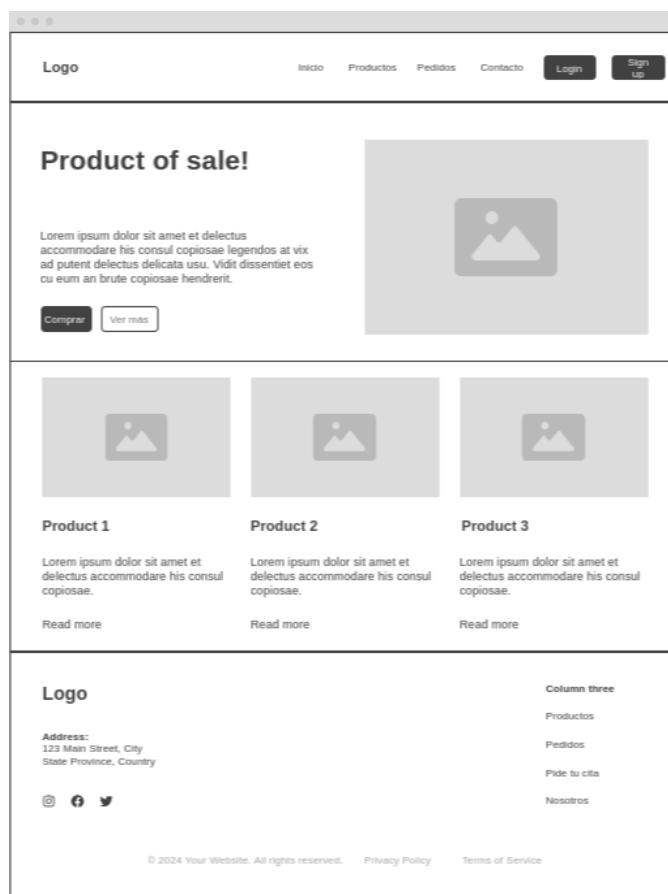 Logo
Inicio Productos Pedidos Contacto Login Sign up
Product of sale!
Lorem ipsum dolor sit amet et delectus
accommodare his consul copiosae legendos at vix
ad putent delectus delicata usu. Vidit dissentiet eos
cu eum an brute copiosae hendrerit.
Comprar Ver más
Product 1
Lorem ipsum dolor sit amet et
delectus accommodare his consul
copiosae.
Read more
Product 2
Lorem ipsum dolor sit amet et
delectus accommodare his consul
copiosae.
Read more
Product 3
Lorem ipsum dolor sit amet et
delectus accommodare his consul
copiosae.
Read more
Logo
Address:
123 Main Street, City
State Province, Country
Column three
Productos
Pedidos
Pide tu cita
Nosotros
© 2024 Your Website. All rights reserved. Privacy Policy Terms of Service